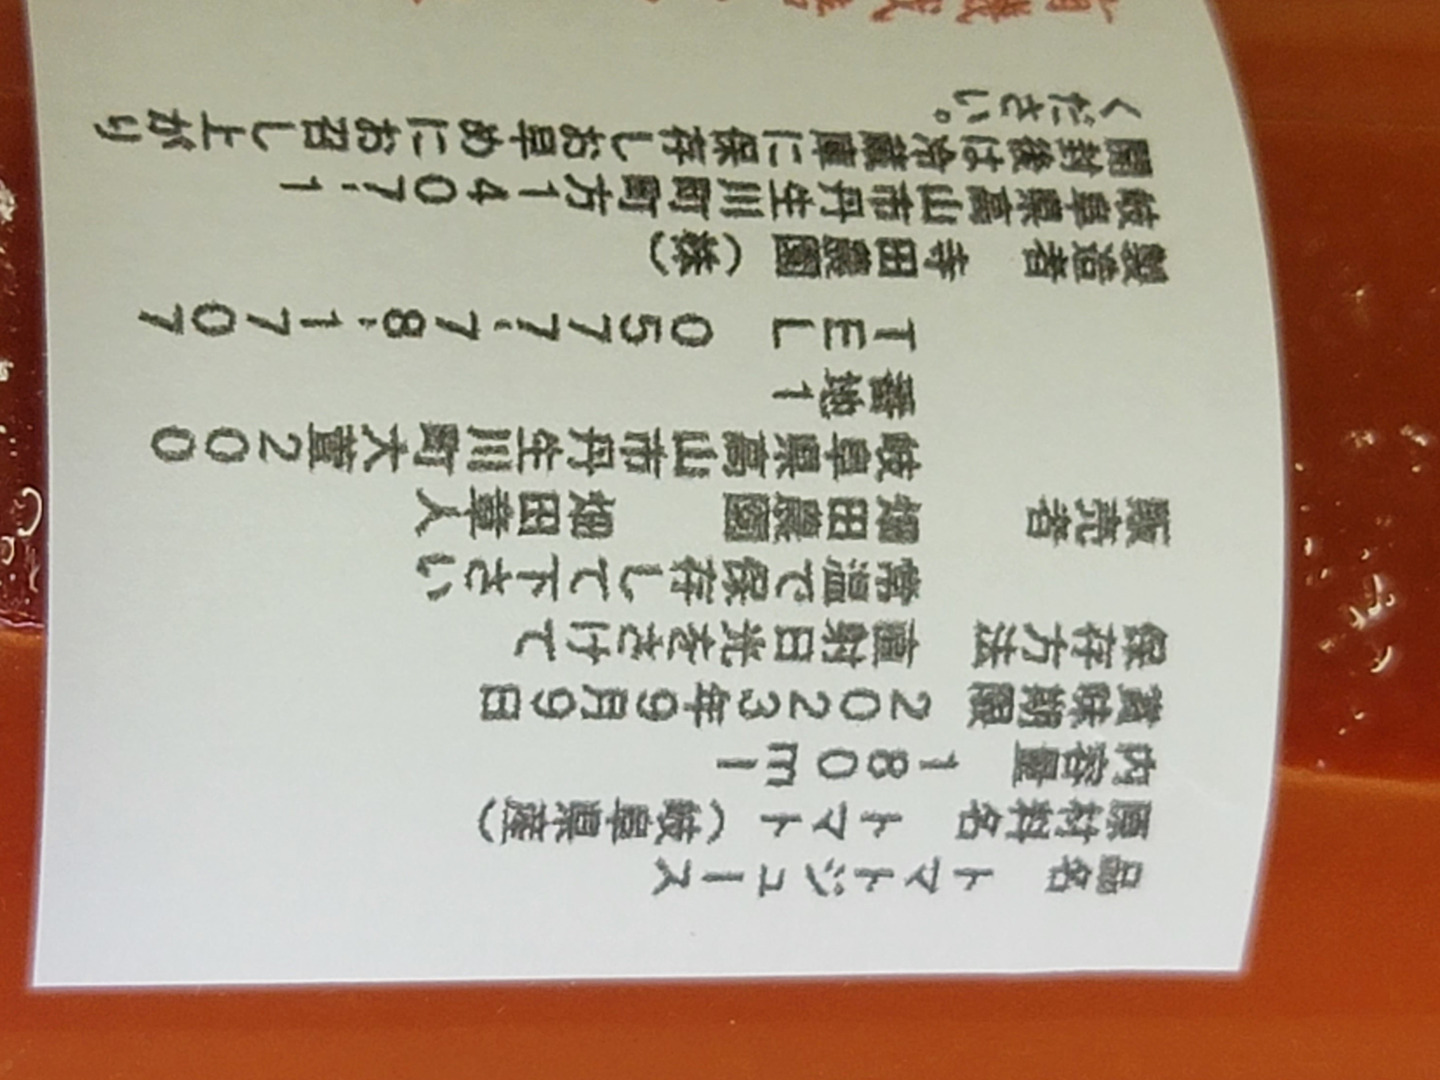 品名　トマトジュース
原材料名　トマト（岐阜県産）
内容量　180ml
賞味期限　2023年9月9日
保存方法　直射日光をさけて
常温で保存して下さい
販売者　畑田農園　畑田章人
岐阜県高山市丹生川町大萱200
番地1
TEL　0577-78-1707
製造者　寺田農園（株）
岐阜県高山市丹生川町町方1407-1
開封後は冷蔵庫に保存しお早めにお召し上がり
ください。